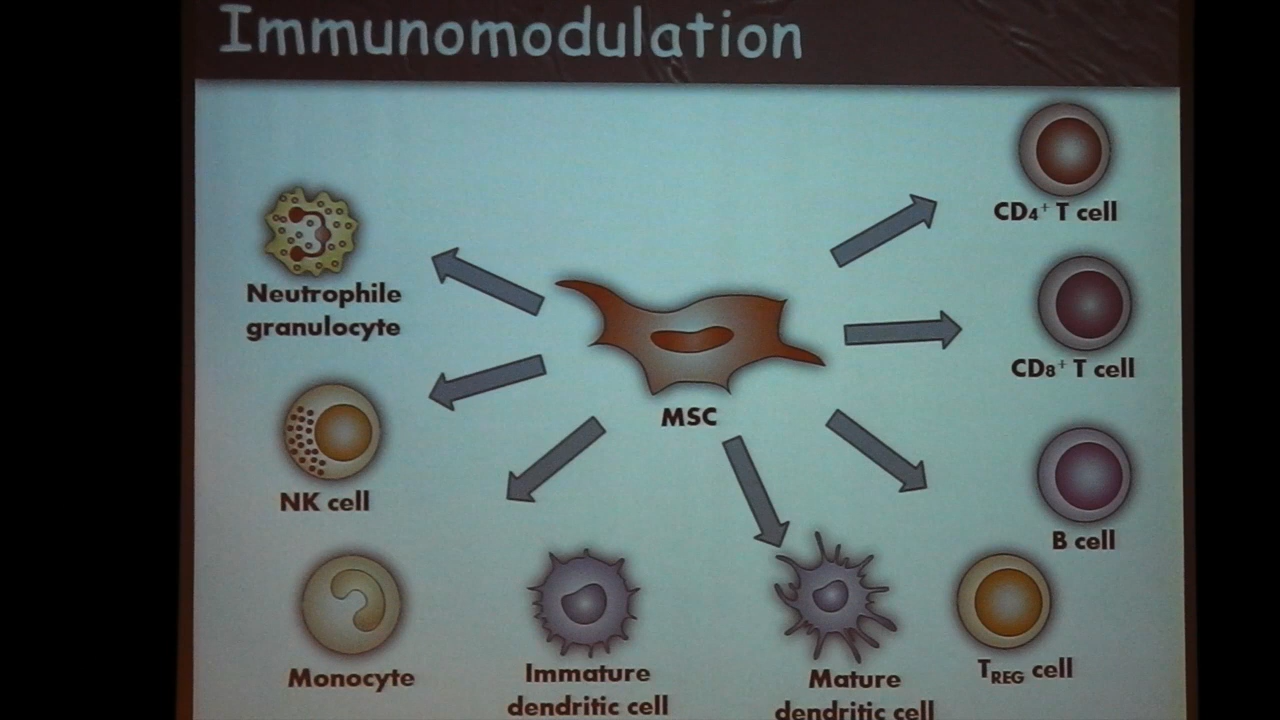 Immunomodulation
CD4+ T cell
Neutrophile
granulocyte
CD8+ T cell
MSC
NK cell
B cell
Monocyte
Immature
dendritic cell
Mature
dendritic cell
TREG cell